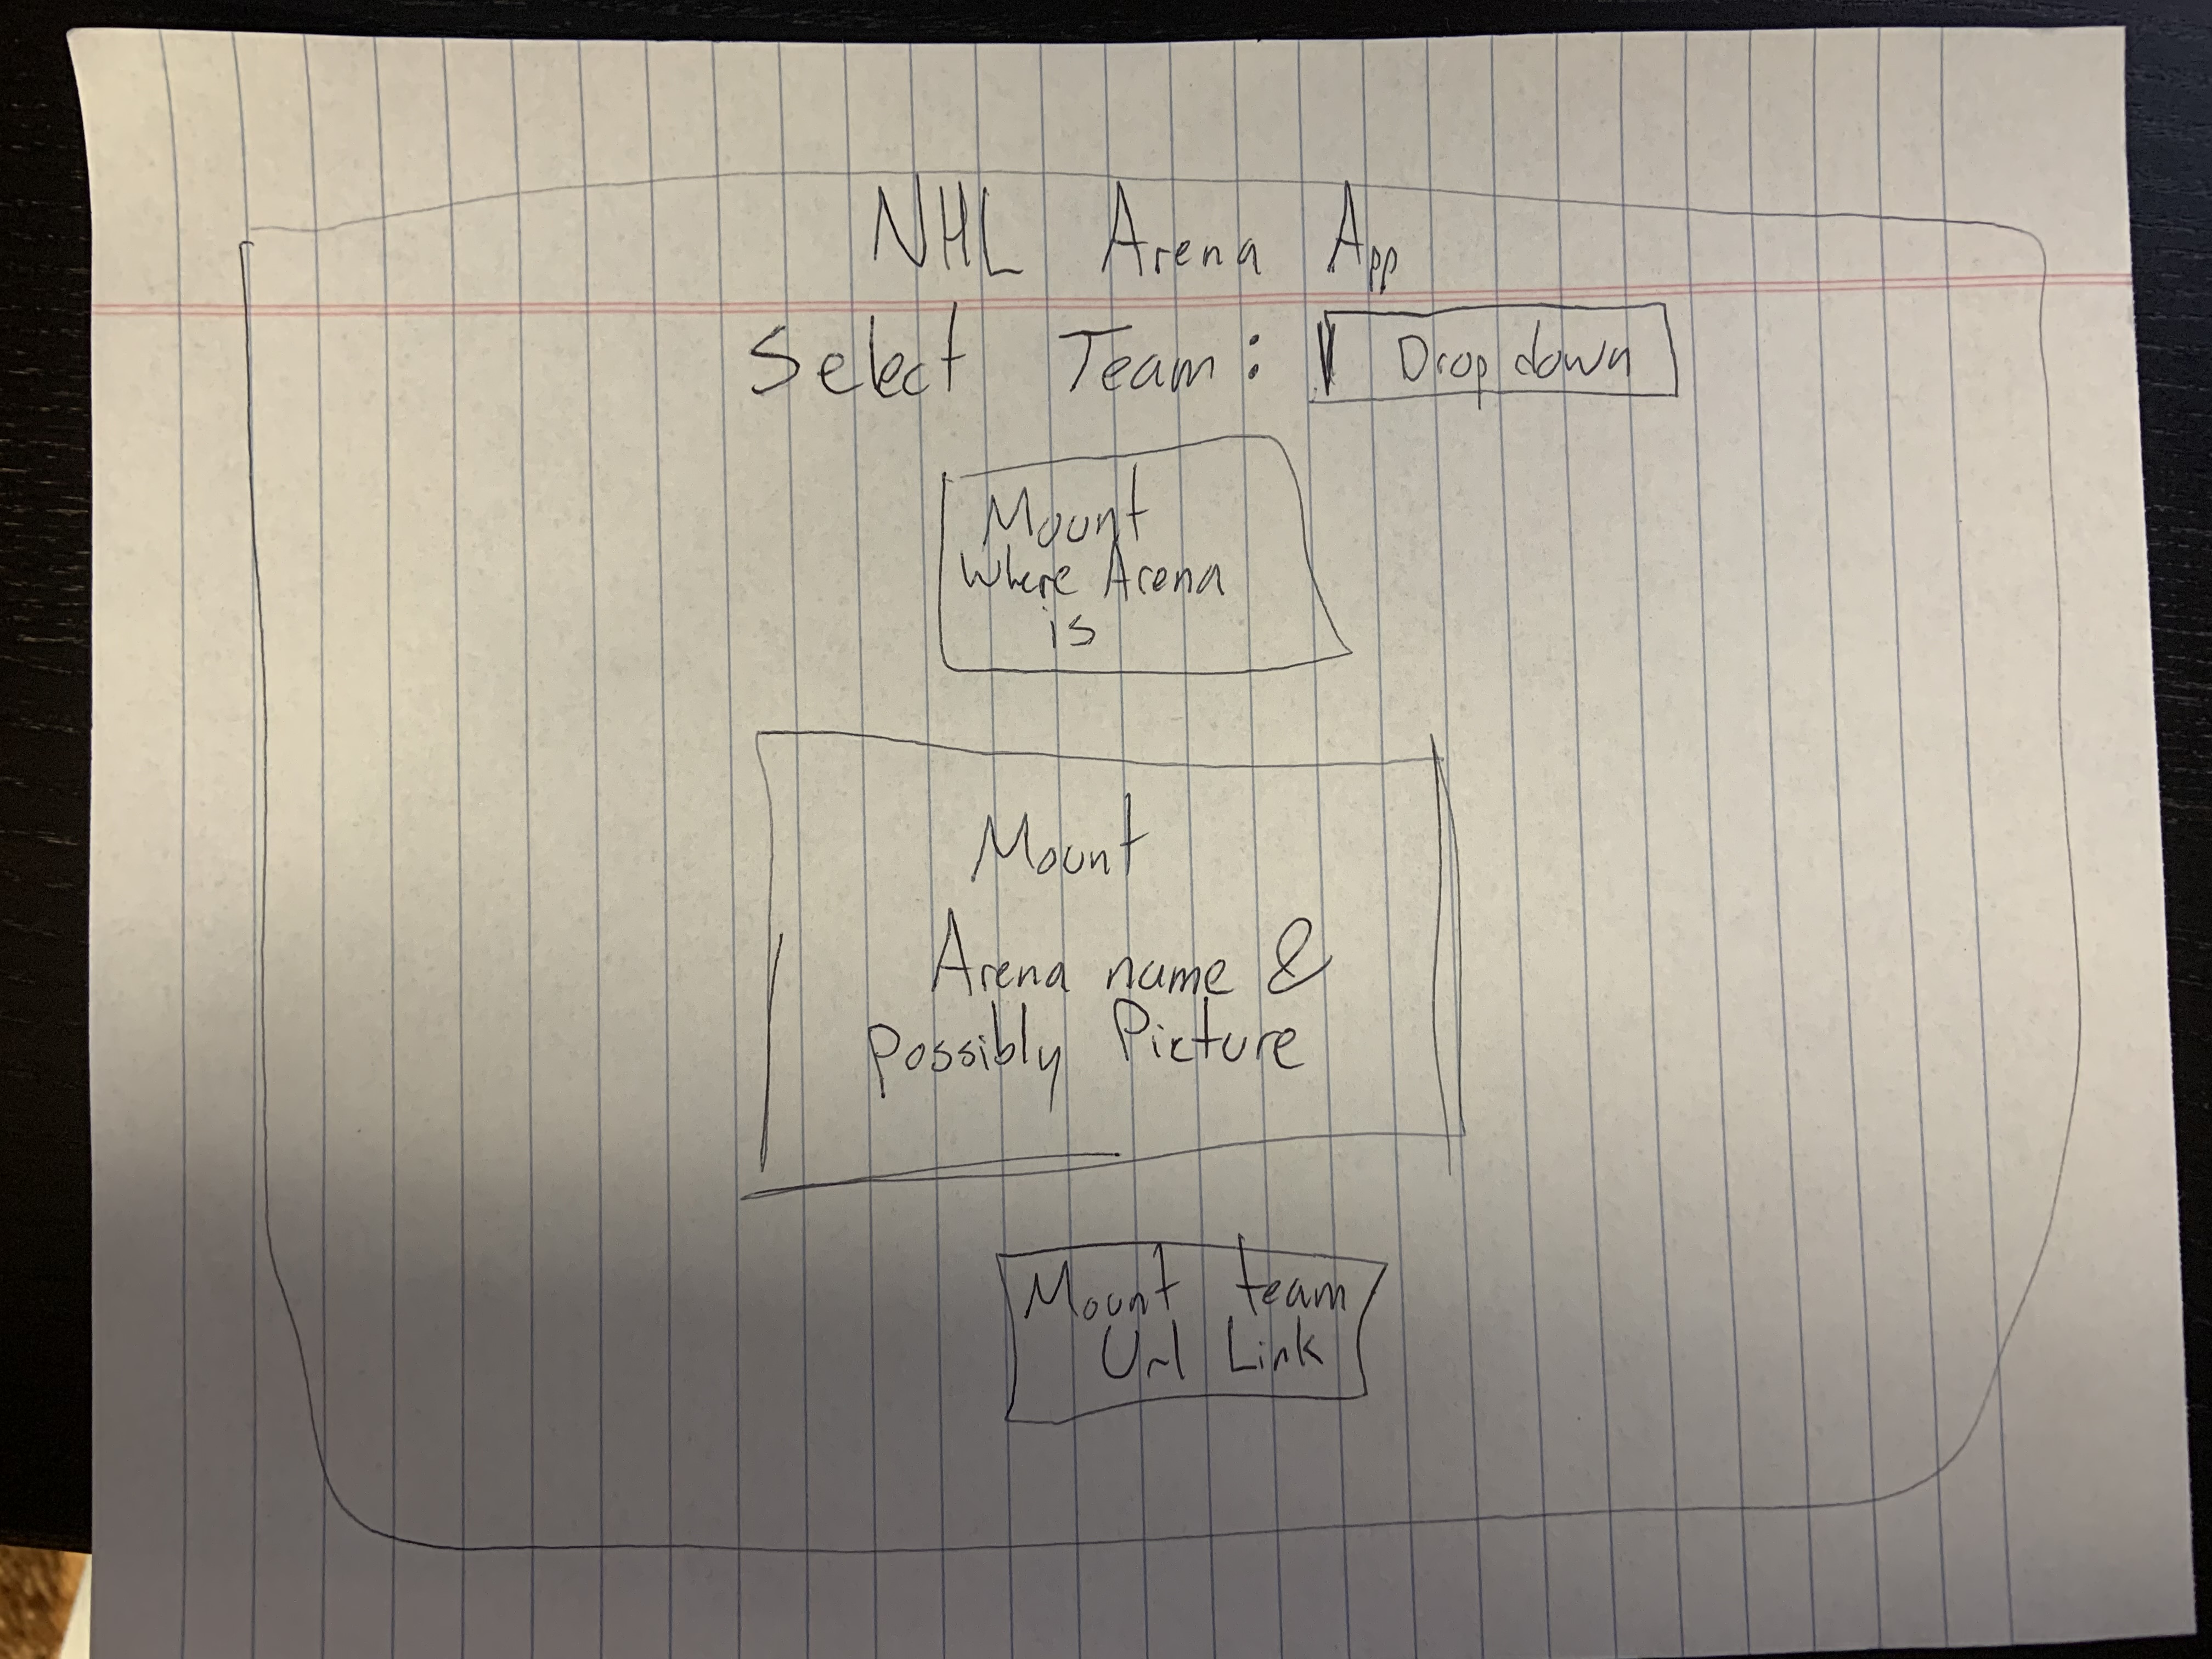 NHL Arena App
Select Team: Drop down
Mount
Where Arena
is
Mount
Arena name &
Possibly Picture
Mount team
Url Link